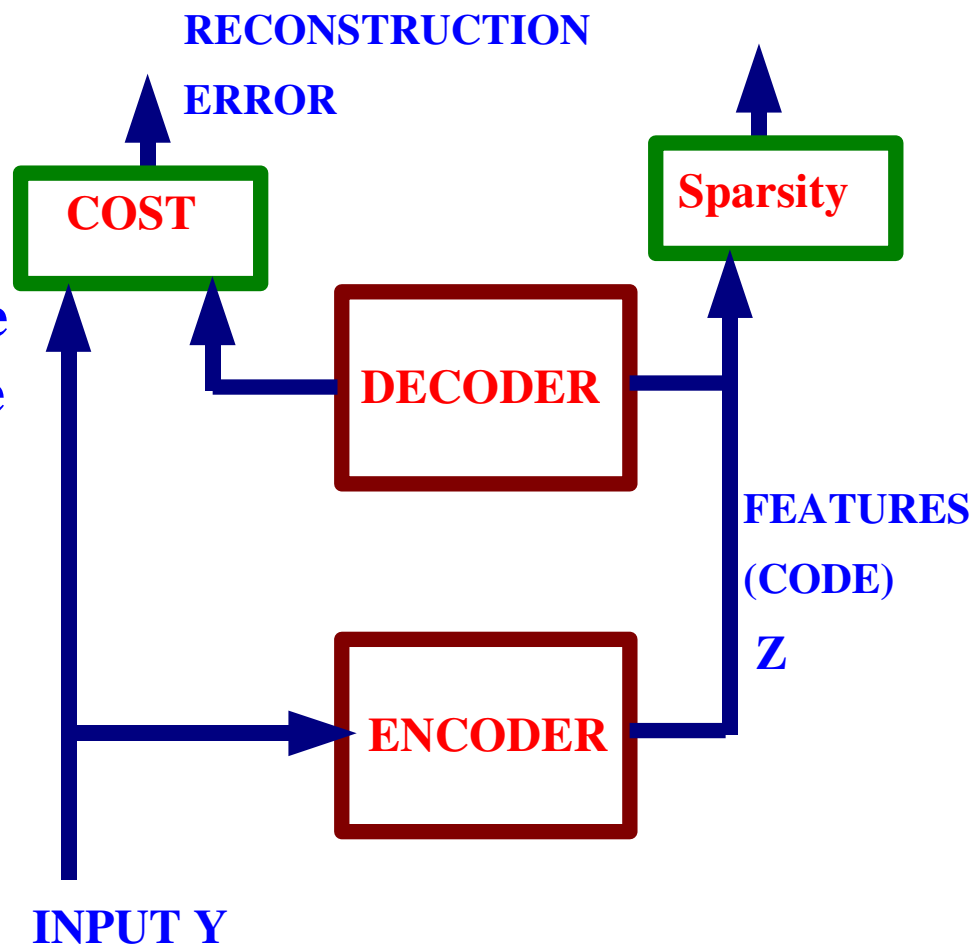 RECONSTRUCTION
ERROR
COST
Sparsity
e
e
DECODER
FEATURES
(CODE)
Z
ENCODER
INPUT Y